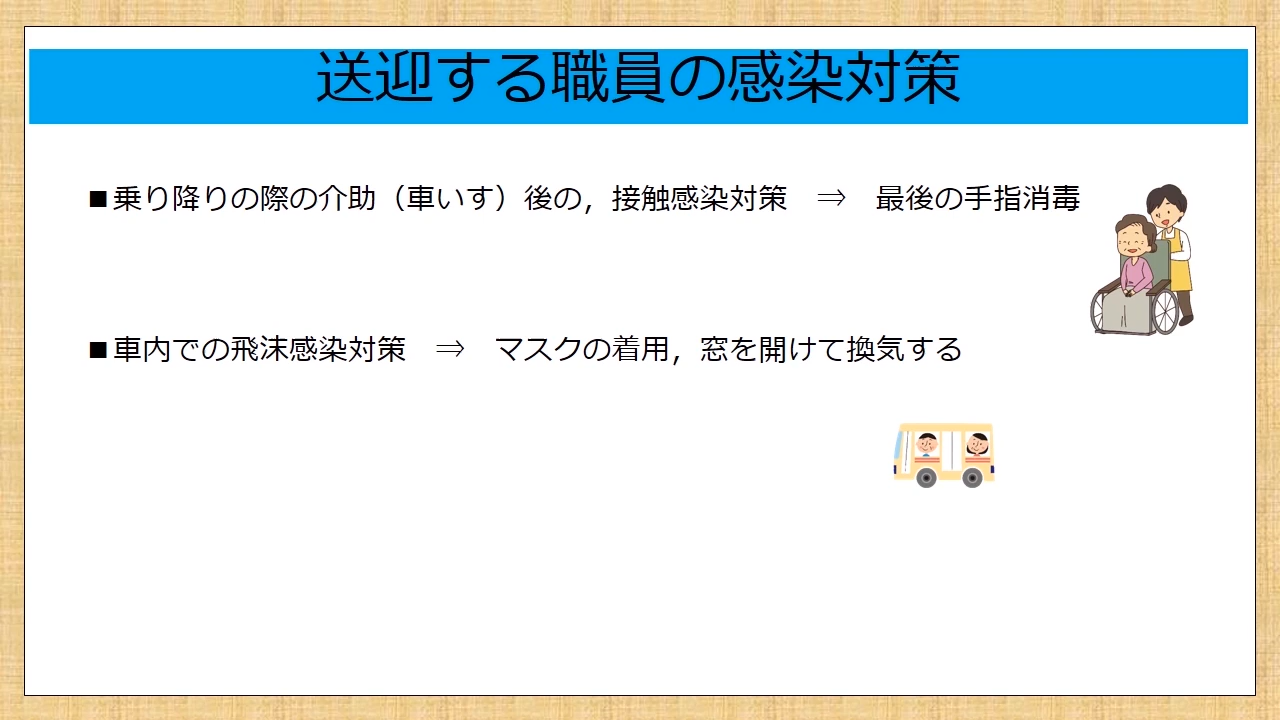 送迎する職員の感染対策
■乗り降りの際の介助（車いす）後の，接触感染対策　⇒　最後の手指消毒
■車内での飛沫感染対策　⇒　マスクの着用，窓を開けて換気する